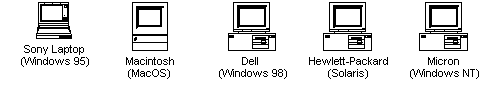 Sony Laptop
(Windows 95)
Macintosh
(MacOS)
Dell
(Windows 98)
Hewlett-Packard
(Solaris)
Micron
(Windows NT)